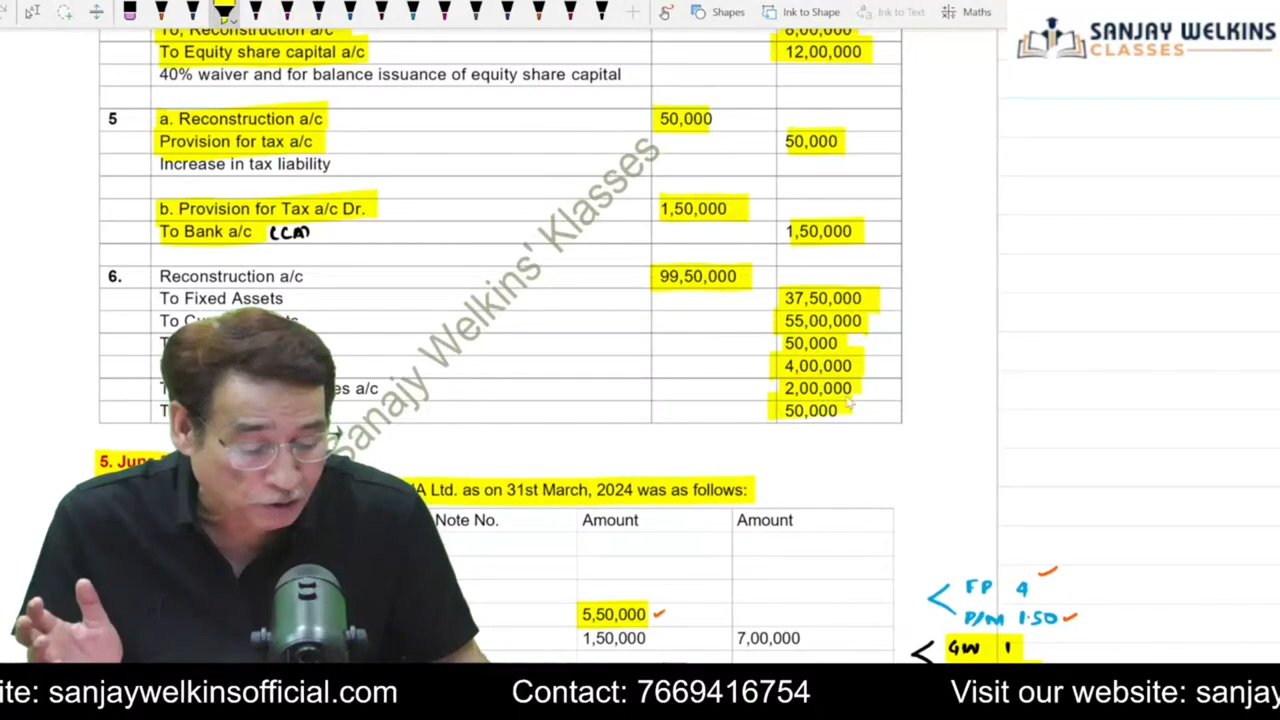 Shapes
Ink to Shape
Ink to Text
Maths
SANJAY WELKINS
CLASSES
To, Reconstruction a/c 8,00,000
To Equity share capital a/c 12,00,000
40% waiver and for balance issuance of equity share capital
5 a. Reconstruction a/c 50,000
Provision for tax a/c 50,000
Increase in tax liability
b. Provision for Tax a/c Dr. 1,50,000
To Bank a/c (CA) 1,50,000
6. Reconstruction a/c 99,50,000
To Fixed Assets 37,50,000
To 55,00,000
50,000
4,00,000
es a/c 2,00,000
50,000
Sanajy Welkins' Klasses
5. June
A Ltd. as on 31st March, 2024 was as follows:
Note No. Amount Amount
5,50,000
1,50,000 7,00,000
FP 4
P/M 1.50
GW 1
ite: sanjaywelkinsofficial.com Contact: 7669416754 Visit our website: sanjay